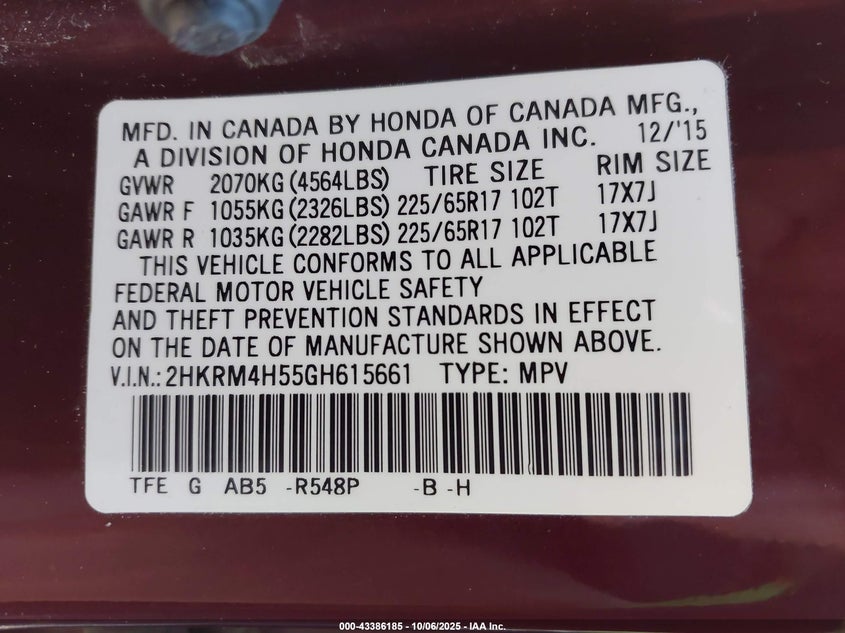 MFD. IN CANADA BY HONDA OF CANADA MFG.,
A DIVISION OF HONDA CANADA INC. 12/'15
GVWR 2070KG (4564LBS) TIRE SIZE RIM SIZE
GAWR F 1055KG (2326LBS) 225/65R17 102T 17X7J
GAWR R 1035KG (2282LBS) 225/65R17 102T 17X7J
THIS VEHICLE CONFORMS TO ALL APPLICABLE
FEDERAL MOTOR VEHICLE SAFETY
AND THEFT PREVENTION STANDARDS IN EFFECT
ON THE DATE OF MANUFACTURE SHOWN ABOVE.
V.I.N.: 2HKRM4H55GH615661 TYPE: MPV
TFE G AB5 -R548P -B -H
000-43386185 - 10/06/2025 - IAA Inc.